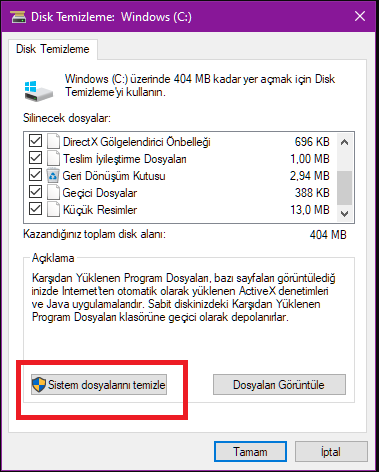 Disk Temizleme: Windows (C:)
Disk Temizleme
Windows (C:) üzerinde 404 MB kadar yer açmak için Disk
Temizleme'yi kullanın.
Silinecek dosyalar:
DirectX Gölgelendirici Önbelleği 696 KB
Teslim İyileştirme Dosyaları 1,00 MB
Geri Dönüşüm Kutusu 2,94 MB
Geçici Dosyalar 388 KB
Küçük Resimler 13,0 MB
Kazandığınız toplam disk alanı: 404 MB
Açıklama
Karşıdan Yüklenen Program Dosyaları, bazı sayfaları görüntülediğ
inizde Internet'ten otomatik olarak yüklenen ActiveX denetimleri
ve Java uygulamalarıdır. Sabit diskinizdeki Karşıdan Yüklenen
Program Dosyaları klasörüne geçici olarak depolanırlar.
Sistem dosyalarını temizle Dosyaları Görüntüle
Tamam İptal